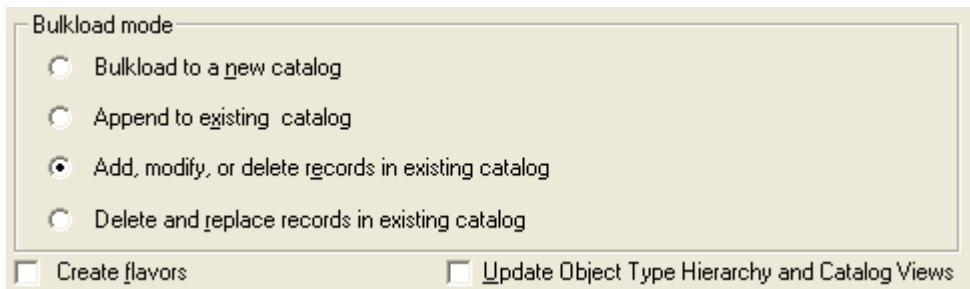 Bulkload mode
Bulkload to a new catalog
Append to existing catalog
Add, modify, or delete records in existing catalog
Delete and replace records in existing catalog
Create flavors Update Object Type Hierarchy and Catalog Views